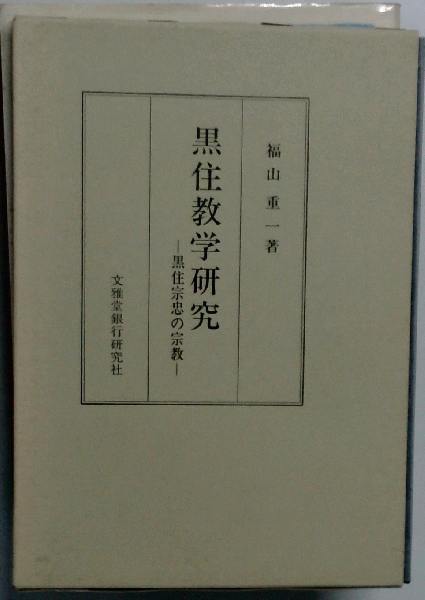 福山重一著
黒住教学研究
―黒住宗忠の宗教―
文雅堂銀行研究社